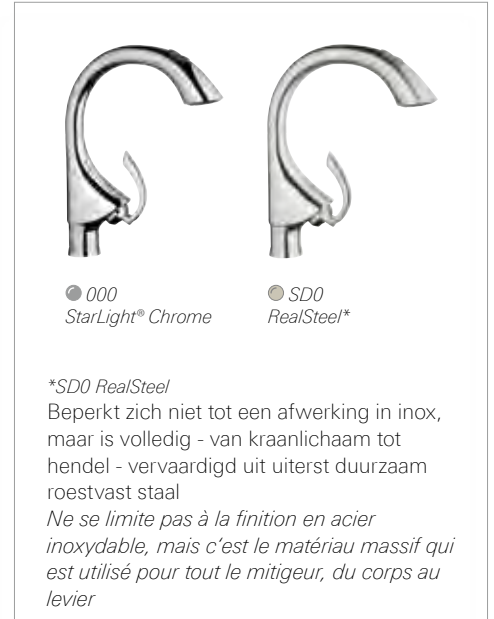 000
StarLight® Chrome
SD0
RealSteel*
*SD0 RealSteel
Beperkt zich niet tot een afwerking in inox,
maar is volledig - van kraanlichaam tot
hendel - vervaardigd uit uiterst duurzaam
roestvast staal
Ne se limite pas à la finition en acier
inoxydable, mais c’est le matériau massif qui
est utilisé pour tout le mitigeur, du corps au
levier